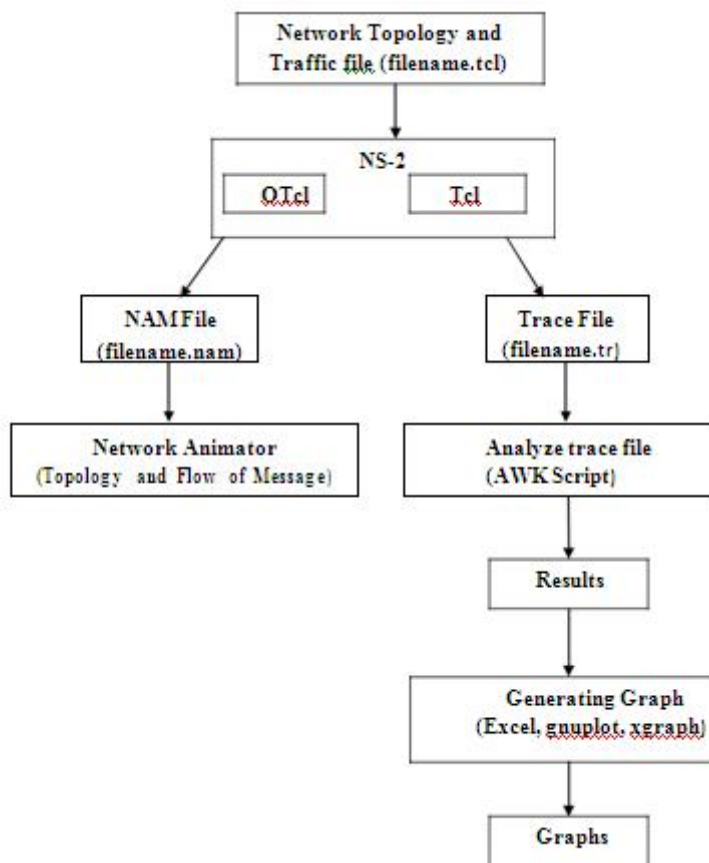 Network Topology and
Traffic file (filename.tcl)
NS-2
OTcl
Tcl
NAM File
(filename.nam)
Trace File
(filename.tr)
Network Animator
(Topology and Flow of Message)
Analyze trace file
(AWK Script)
Results
Generating Graph
(Excel, gnuplot, xgraph)
Graphs